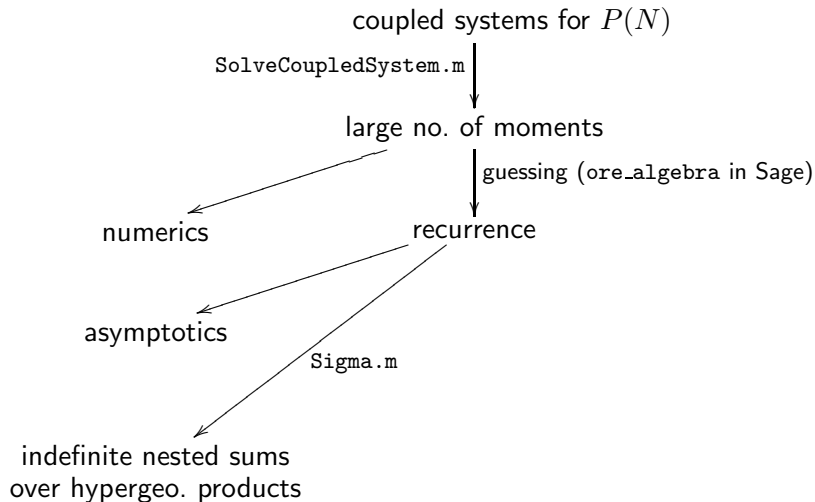 coupled systems for P(N)
SolveCoupledSystem.m
large no. of moments
guessing (ore_algebra in Sage)
numerics
recurrence
asymptotics
Sigma.m
indefinite nested sums
over hypergeo. products